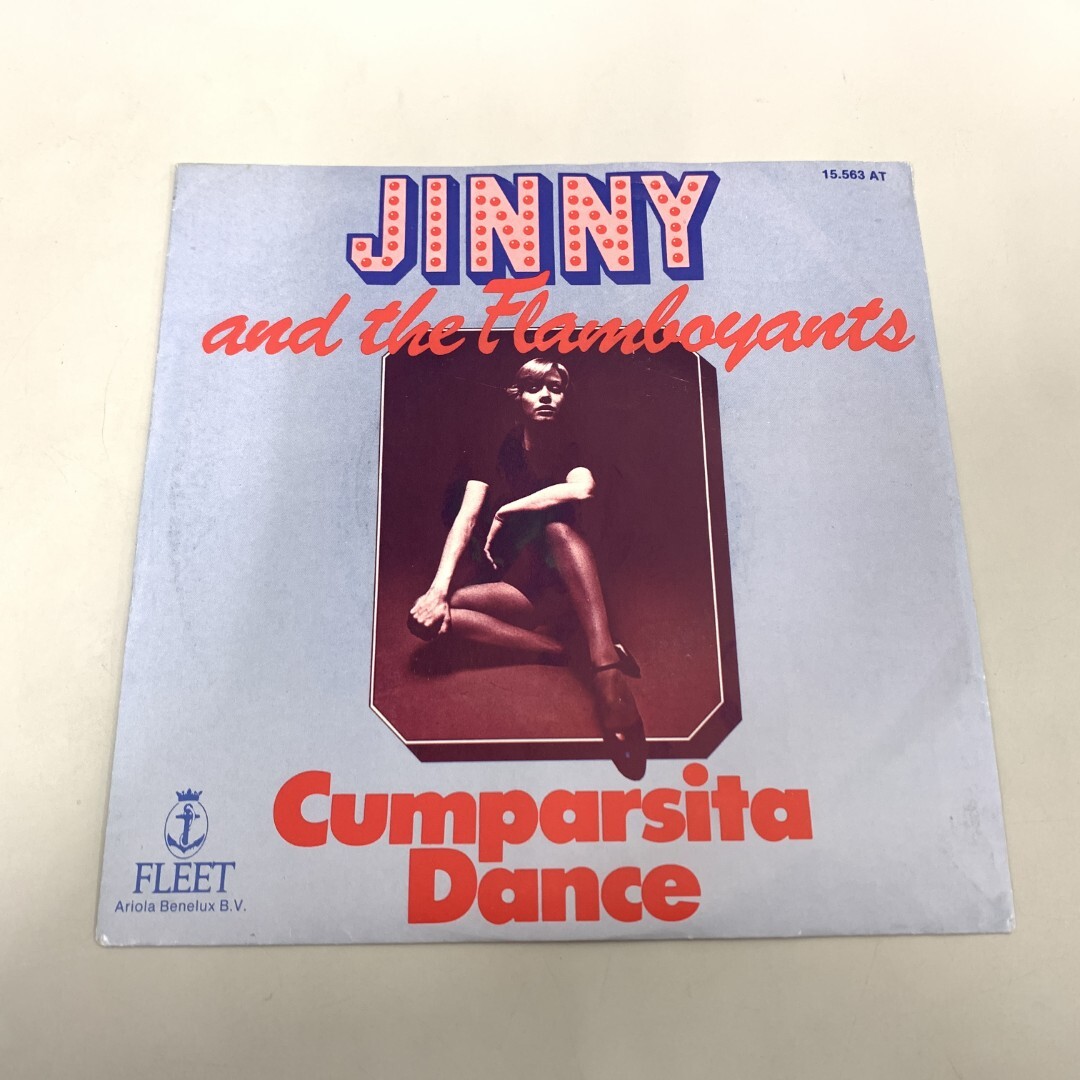 15.563 AT
JINNY
and the Flamboyants
Cumparsita
Dance
FLEET
Ariola Benelux B.V.